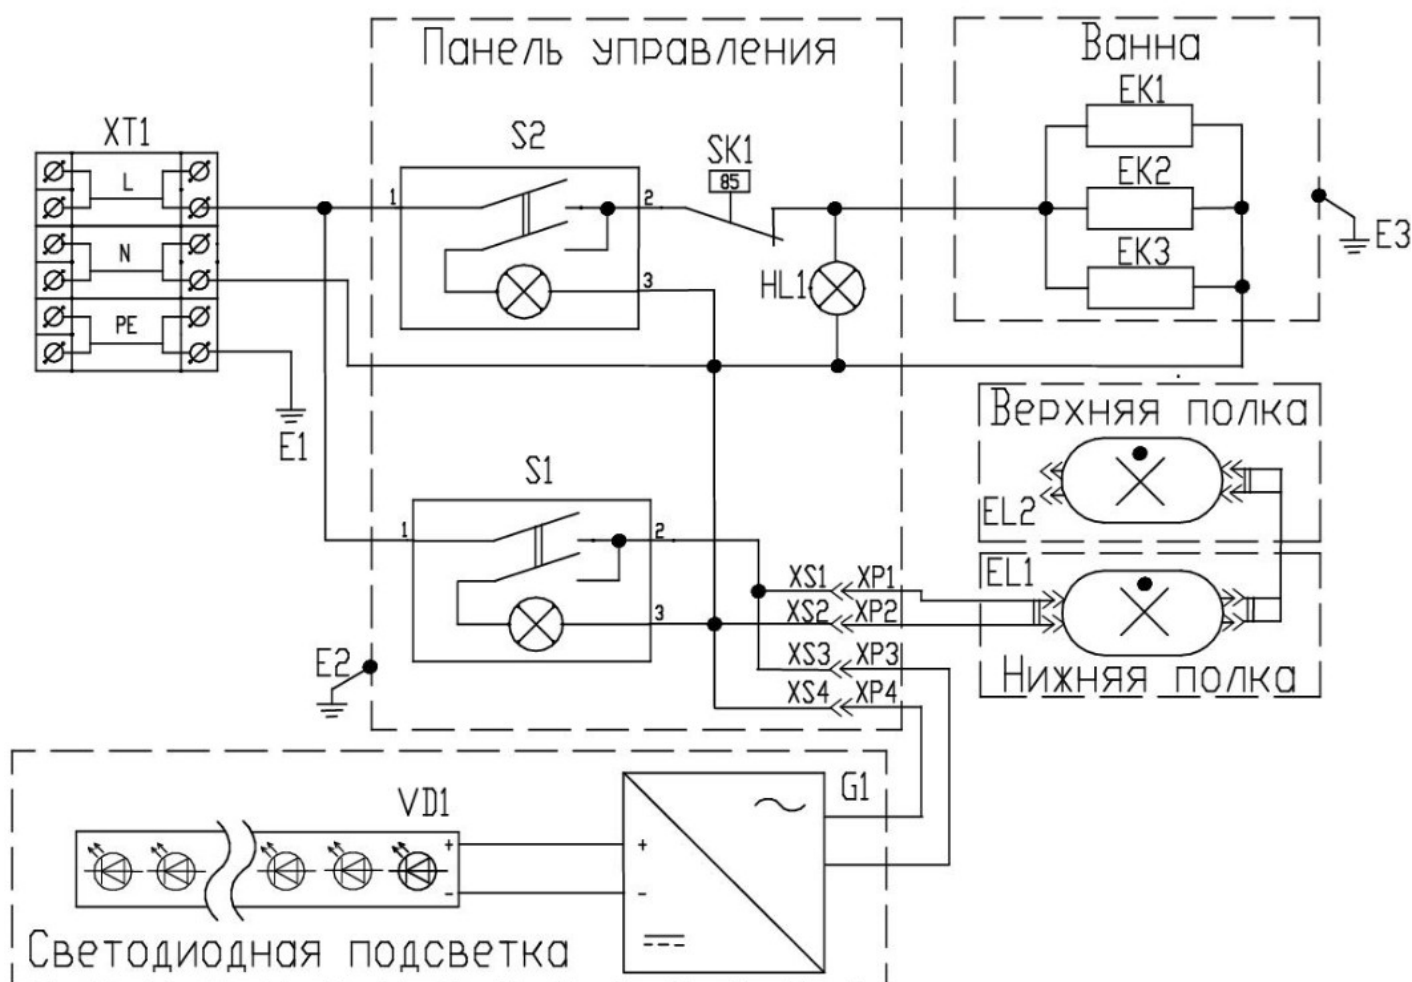 Панель управления
Ванна
XT1
S2
SK1
85
EK1
EK2
EK3
L
N
PE
1
2
3
HL1
E3
E1
Верхняя полка
EL2
S1
1
2
3
EL1
XS1 XP1
XS2 XP2
XS3 XP3
XS4 XP4
Нижняя полка
E2
VD1
G1
+
-
+
-
Светодиодная подсветка